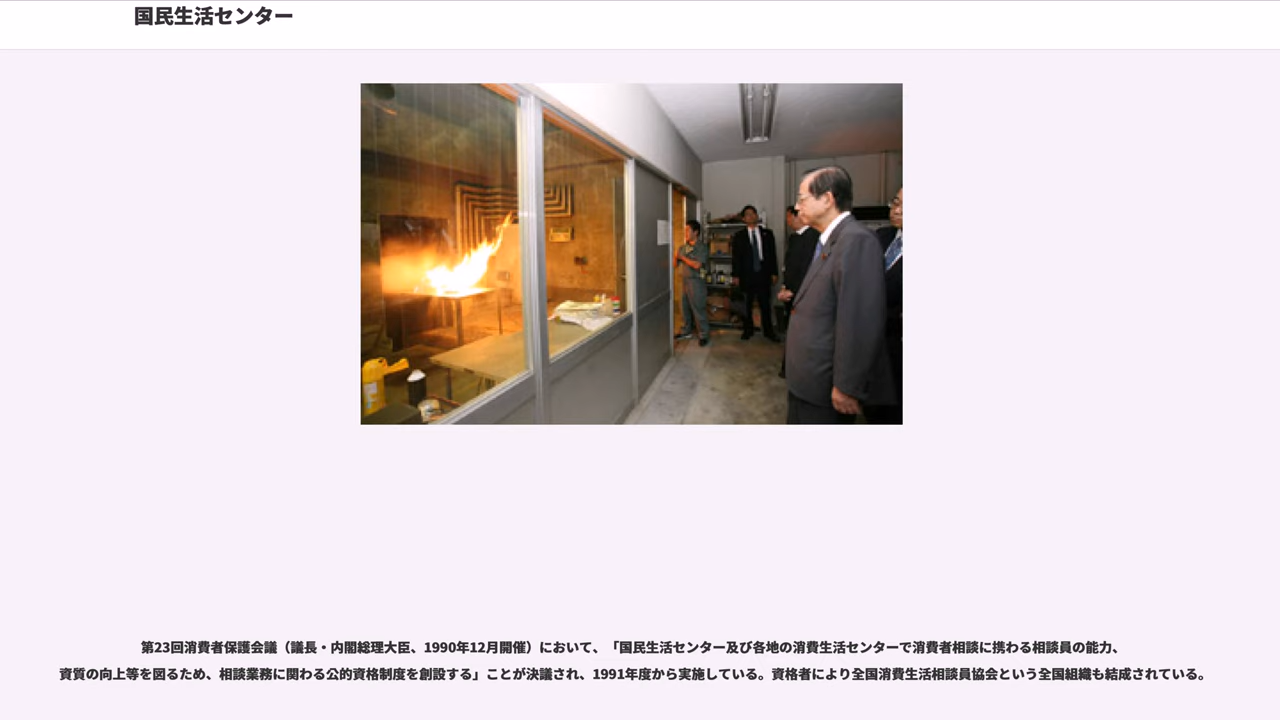 国民生活センター
第23回消費者保護会議（議長・内閣総理大臣、1990年12月開催）において、「国民生活センター及び各地の消費生活センターで消費者相談に携わる相談員の能力、
資質の向上等を図るため、相談業務に関わる公的資格制度を創設する」ことが決議され、1991年度から実施している。資格者により全国消費生活相談員協会という全国組織も結成されている。